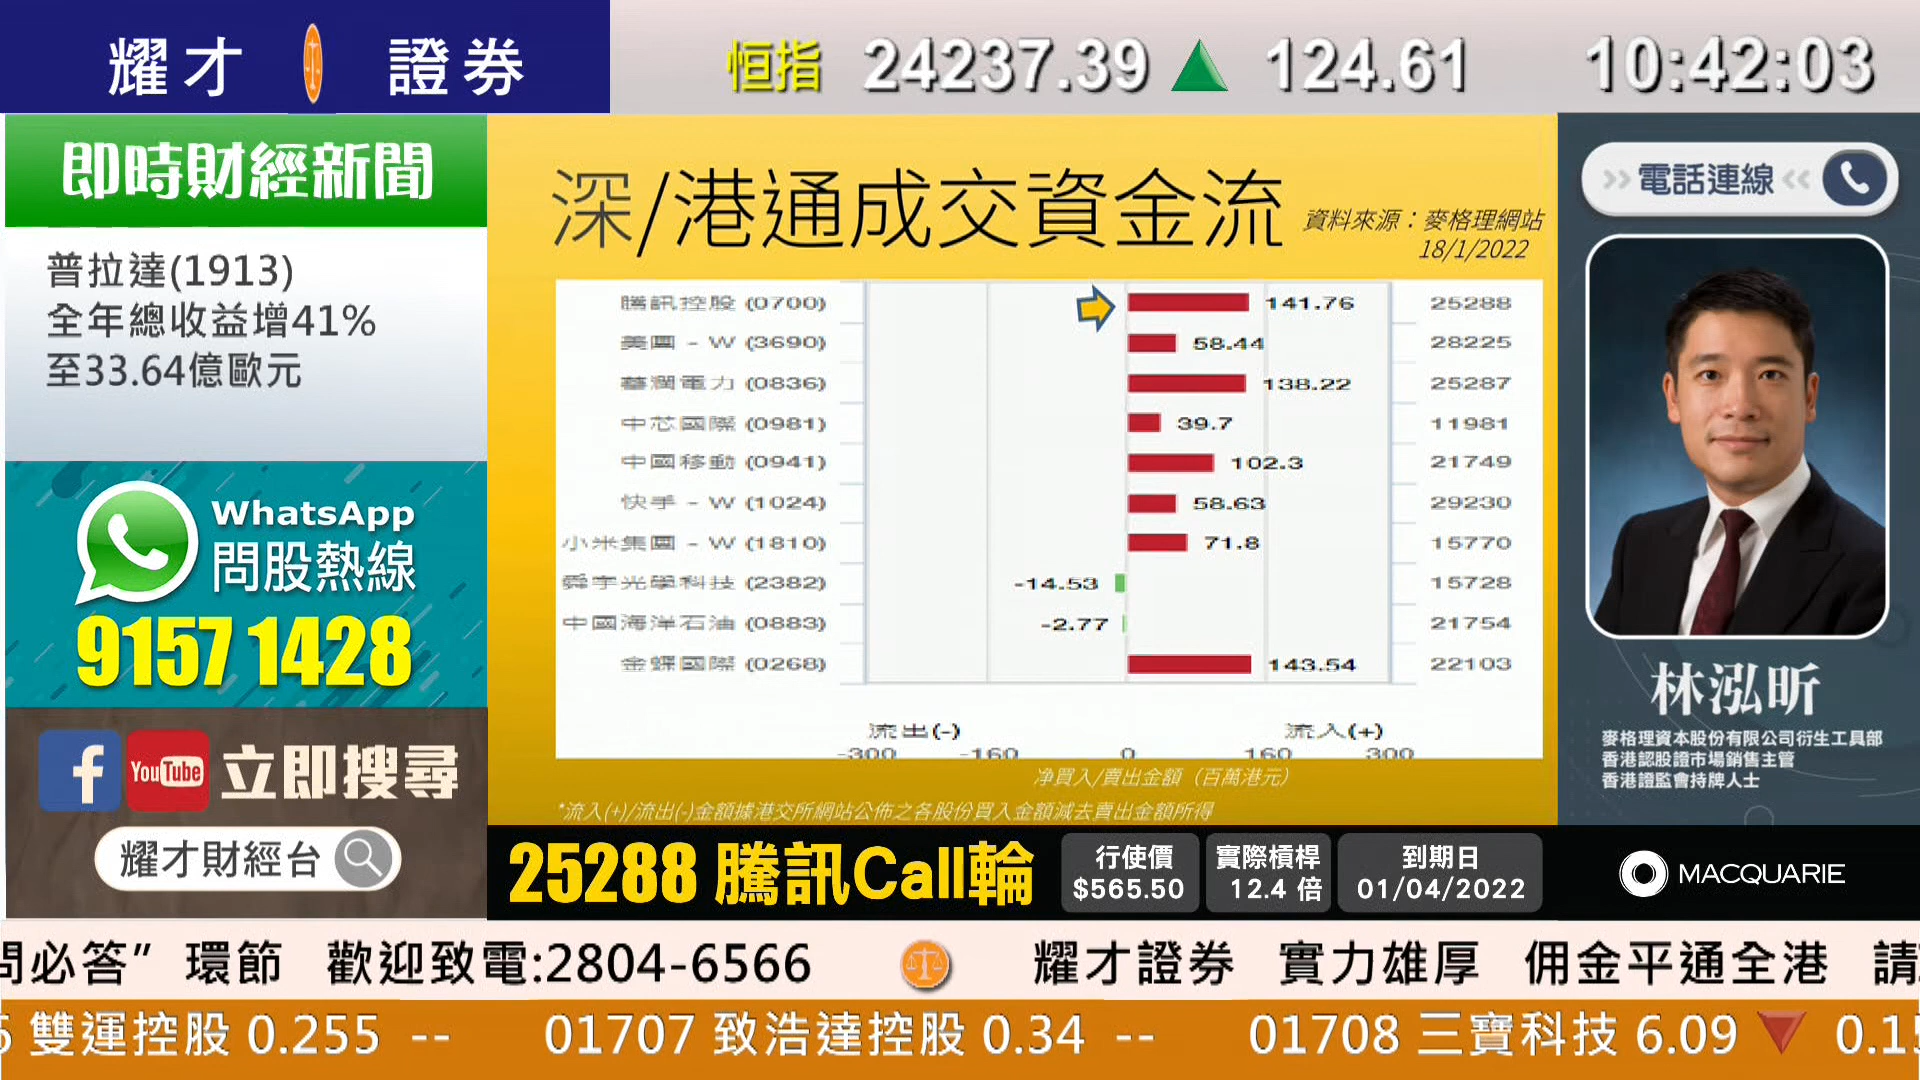 耀才 證券
恒指 24237.39 ▲ 124.61 10:42:03
即時財經新聞
普拉達(1913)
全年總收益增41%
至33.64億歐元
WhatsApp
問股熱線
9157 1428
f YouTube 立即搜尋
耀才財經台
深/港通成交資金流
資料來源：麥格理網站
18/1/2022
騰訊控股 (0700) 141.76 25288
美團 - W (3690) 58.44 28225
華潤電力 (0836) 138.22 25287
中芯國際 (0981) 39.7 11981
中國移動 (0941) 102.3 21749
快手 - W (1024) 58.63 29230
小米集團 - W (1810) 71.8 15770
舜宇光學科技 (2382) -14.53 15728
中國海洋石油 (0883) -2.77 21754
金蝶國際 (0268) 143.54 22103
流出(-) 流入(+)
-300 -160 0 160 300
净買入/賣出金額（百萬港元）
*流入(+)/流出(-)金額據港交所網站公佈之各股份買入金額減去賣出金額所得
電話連線
林泓昕
麥格理資本股份有限公司衍生工具部
香港認股證市場銷售主管
香港證監會持牌人士
25288 騰訊Call輪
行使價
$565.50
實際槓桿
12.4 倍
到期日
01/04/2022
MACQUARIE
問必答” 環節 歡迎致電:2804-6566 耀才證券 實力雄厚 佣金平通全港 請
雙運控股 0.255 -- 01707 致浩達控股 0.34 -- 01708 三寶科技 6.09 ▼ 0.15